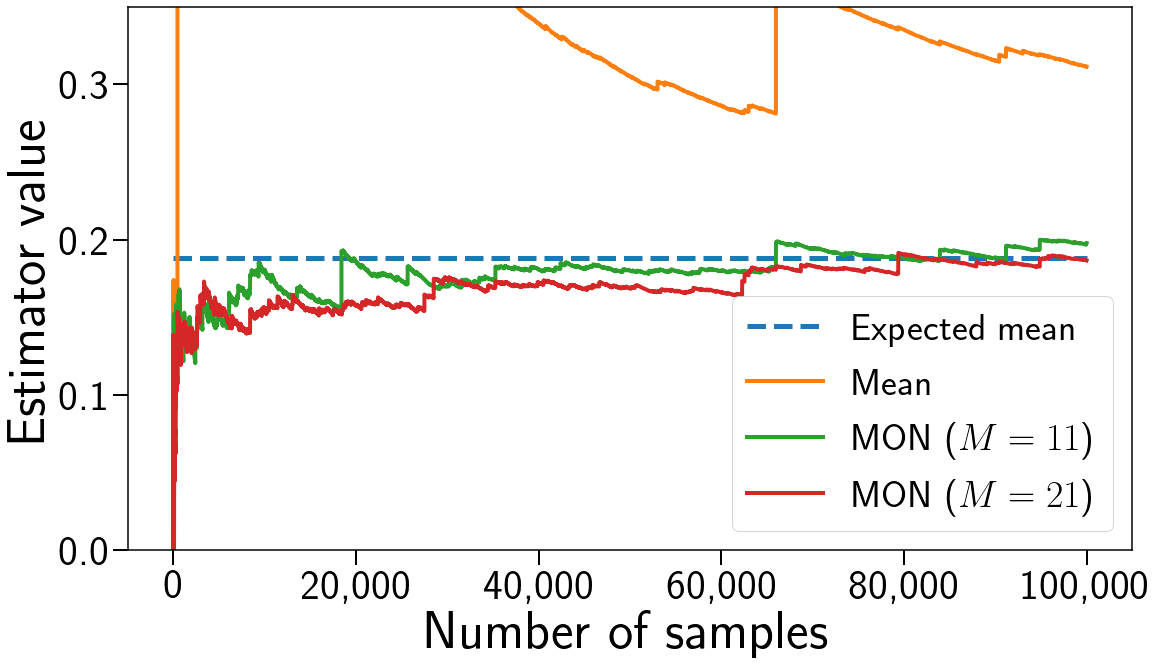 Estimator value
0.3
0.2
0.1
0.0
0
20,000
40,000
60,000
80,000
100,000
Number of samples
Expected mean
Mean
MON (M = 11)
MON (M = 21)